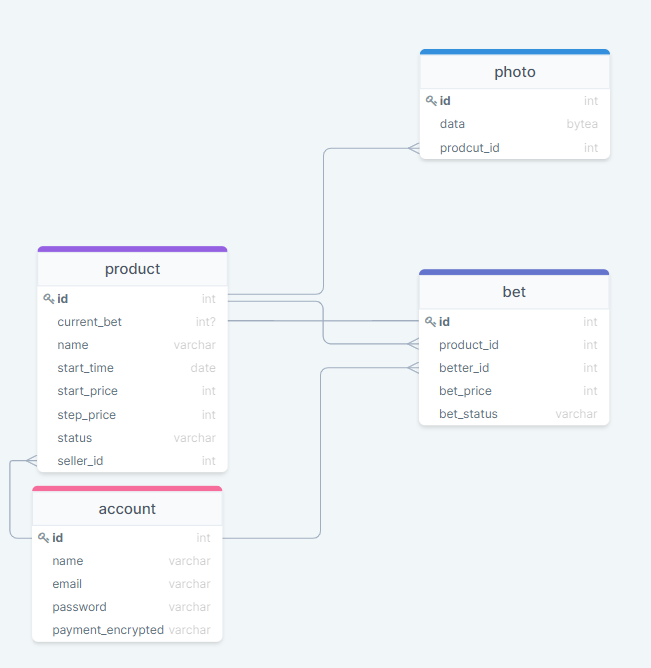 photo
id int
data bytea
prodcut_id int
product
id int
current_bet int?
name varchar
start_time date
start_price int
step_price int
status varchar
seller_id int
bet
id int
product_id int
better_id int
bet_price int
bet_status varchar
account
id int
name varchar
email varchar
password varchar
payment_encrypted varchar